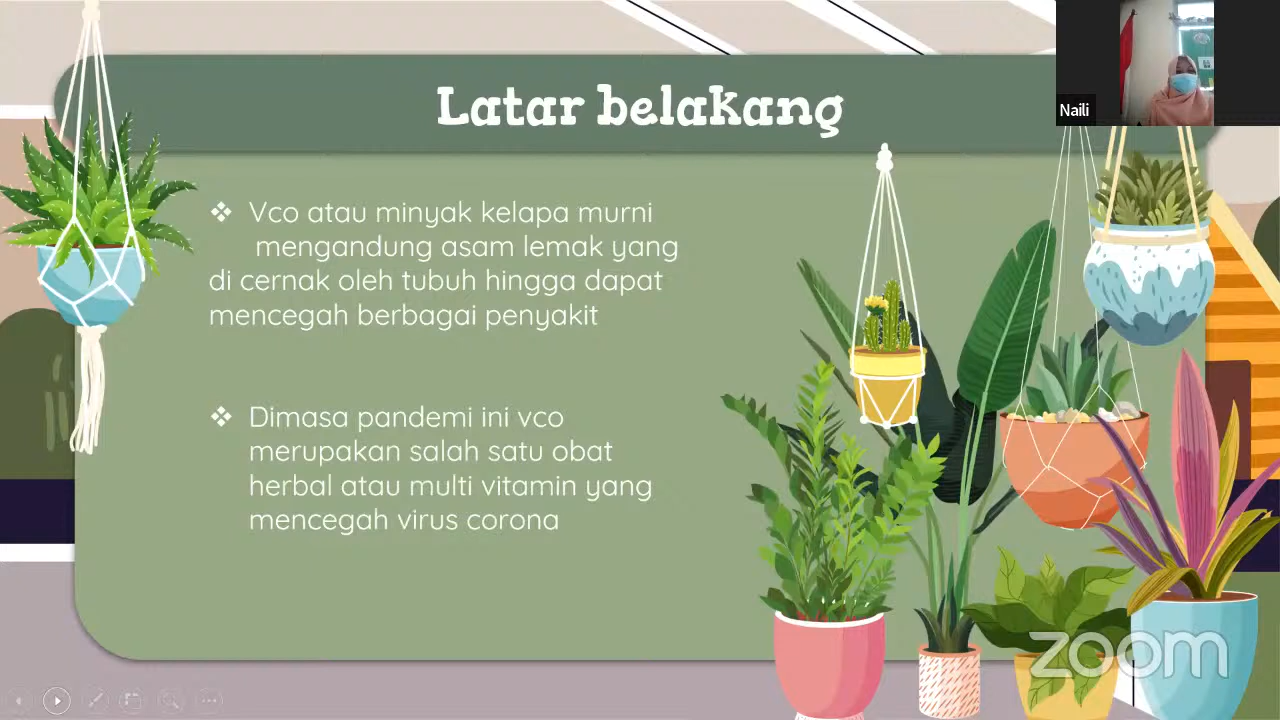 Latar belakang
Naili
❖ Vco atau minyak kelapa murni
mengandung asam lemak yang
di cernak oleh tubuh hingga dapat
mencegah berbagai penyakit
❖ Dimasa pandemi ini vco
merupakan salah satu obat
herbal atau multi vitamin yang
mencegah virus corona
zoom